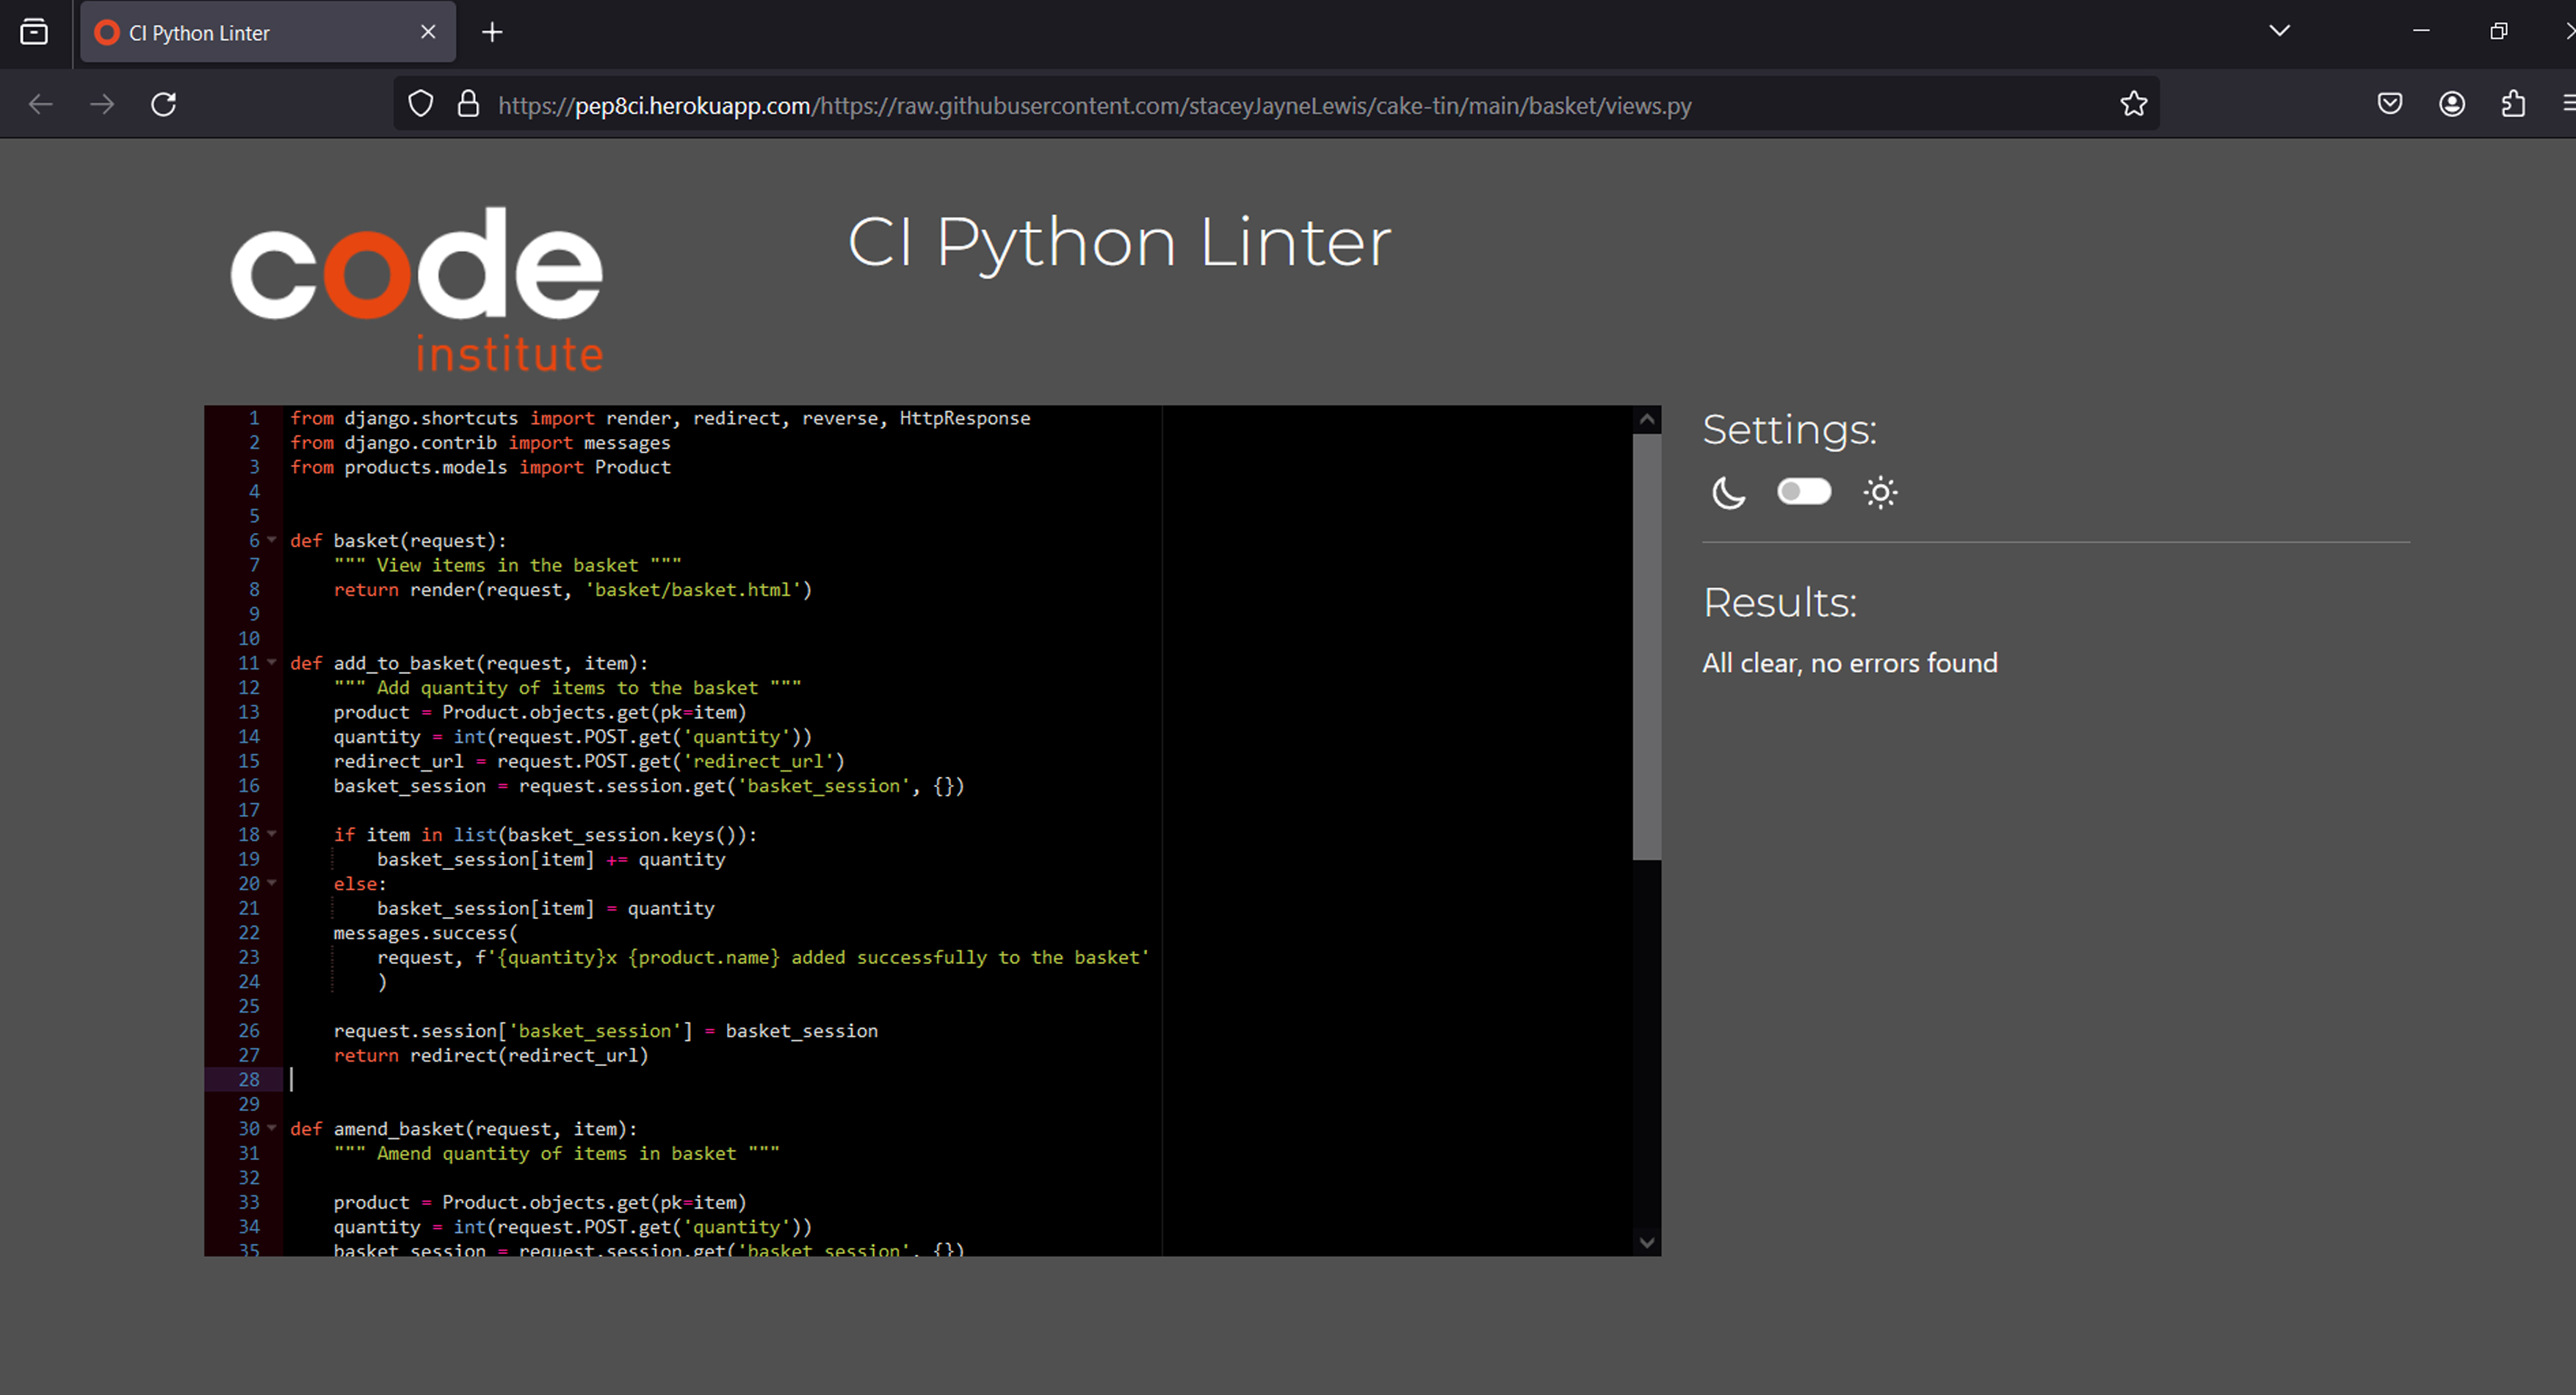 CI Python Linter
https://pep8ci.herokuapp.com/https://raw.githubusercontent.com/staceyJayneLewis/cake-tin/main/basket/views.py
code
institute
CI Python Linter
1 from django.shortcuts import render, redirect, reverse, HttpResponse
2 from django.contrib import messages
3 from products.models import Product
4
5
6 def basket(request):
7     """ View items in the basket """
8     return render(request, 'basket/basket.html')
9
10
11 def add_to_basket(request, item):
12     """ Add quantity of items to the basket """
13     product = Product.objects.get(pk=item)
14     quantity = int(request.POST.get('quantity'))
15     redirect_url = request.POST.get('redirect_url')
16     basket_session = request.session.get('basket_session', {})
17
18     if item in list(basket_session.keys()):
19         basket_session[item] += quantity
20     else:
21         basket_session[item] = quantity
22     messages.success(
23         request, f'{quantity}x {product.name} added successfully to the basket'
24         )
25
26     request.session['basket_session'] = basket_session
27     return redirect(redirect_url)
28
29
30 def amend_basket(request, item):
31     """ Amend quantity of items in basket """
32
33     product = Product.objects.get(pk=item)
34     quantity = int(request.POST.get('quantity'))
35     basket_session = request.session.get('basket_session', {})
Settings:
Results:
All clear, no errors found